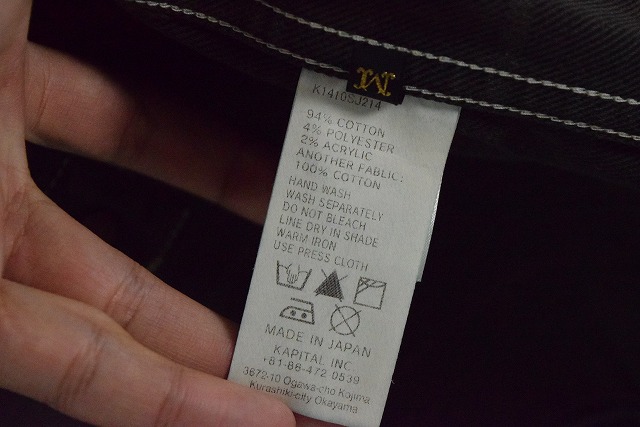 M
K1410SJ214
94% COTTON
4% POLYESTER
2% ACRYLIC
ANOTHER FABRIC:
100% COTTON
HAND WASH
WASH SEPARATELY
DO NOT BLEACH
LINE DRY IN SHADE
WARM IRON
USE PRESS CLOTH
MADE IN JAPAN
KAPITAL INC
+81-86-472 0539
3672-10 Ogawa-cho Kojima
Kurashiki-city Okayama